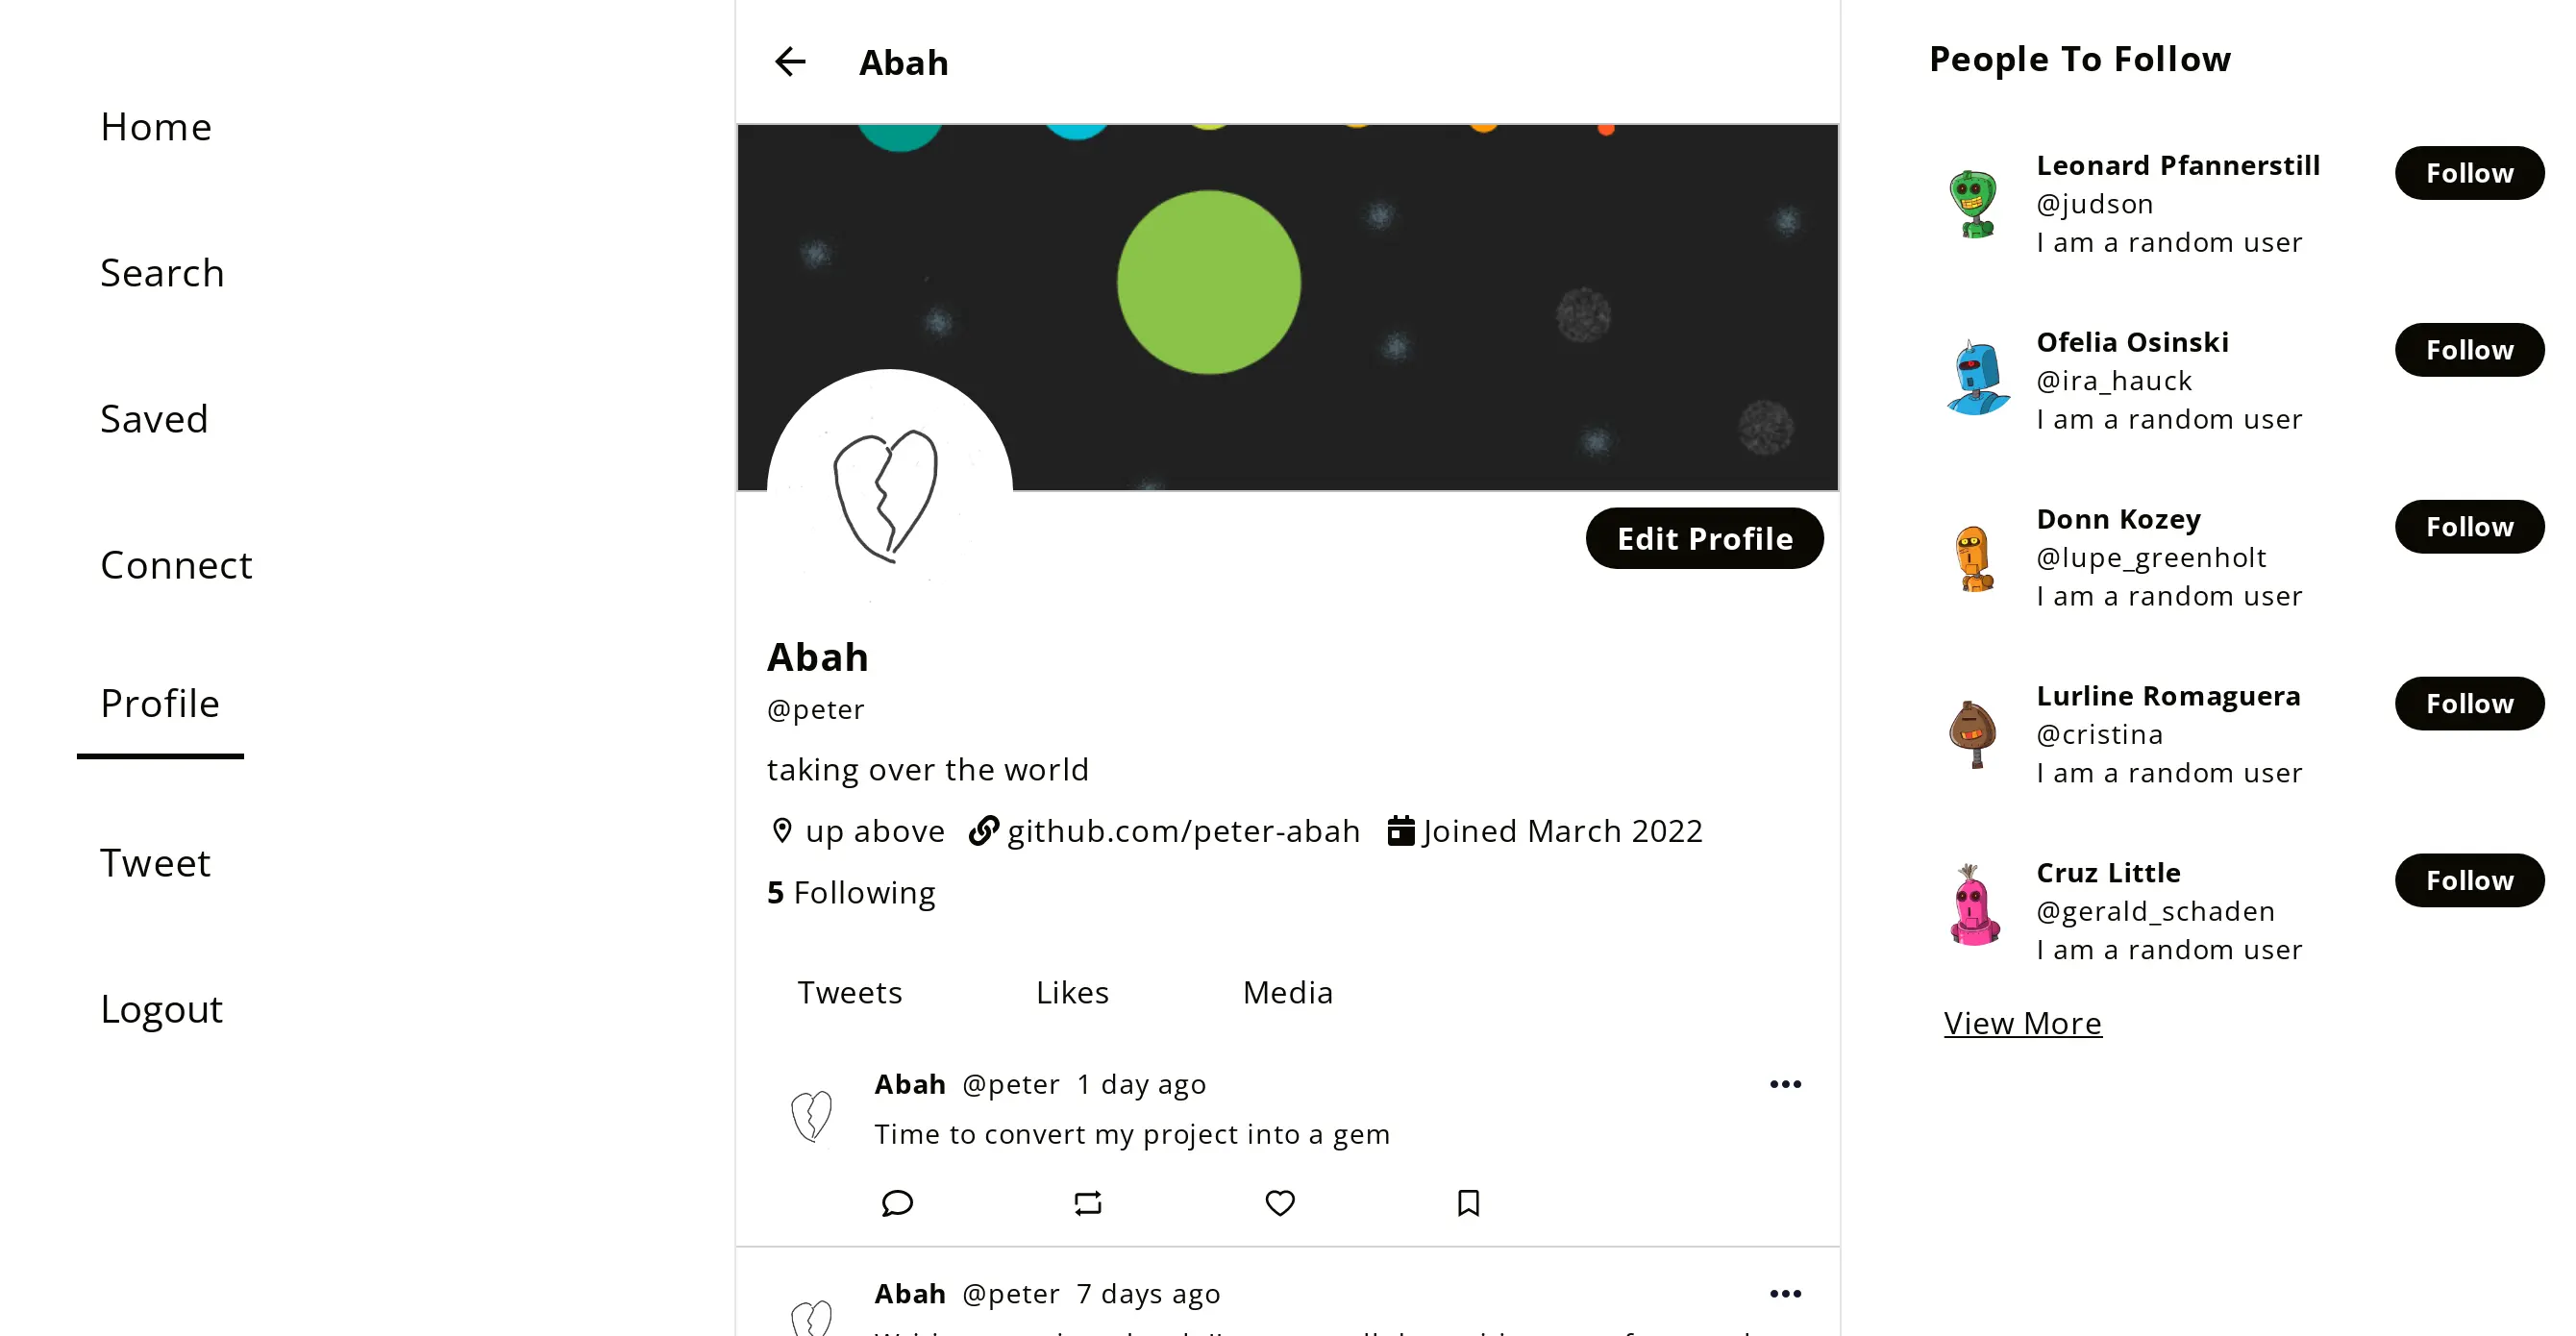 Home
Search
Saved
Connect
Profile
Tweet
Logout
Abah
Edit Profile
Abah
@peter
taking over the world
up above github.com/peter-abah Joined March 2022
5 Following
Tweets Likes Media
Abah @peter 1 day ago
Time to convert my project into a gem
Abah @peter 7 days ago
People To Follow
Leonard Pfannerstill
@judson
I am a random user
Follow
Ofelia Osinski
@ira_hauck
I am a random user
Follow
Donn Kozey
@lupe_greenholt
I am a random user
Follow
Lurline Romaguera
@cristina
I am a random user
Follow
Cruz Little
@gerald_schaden
I am a random user
Follow
View More